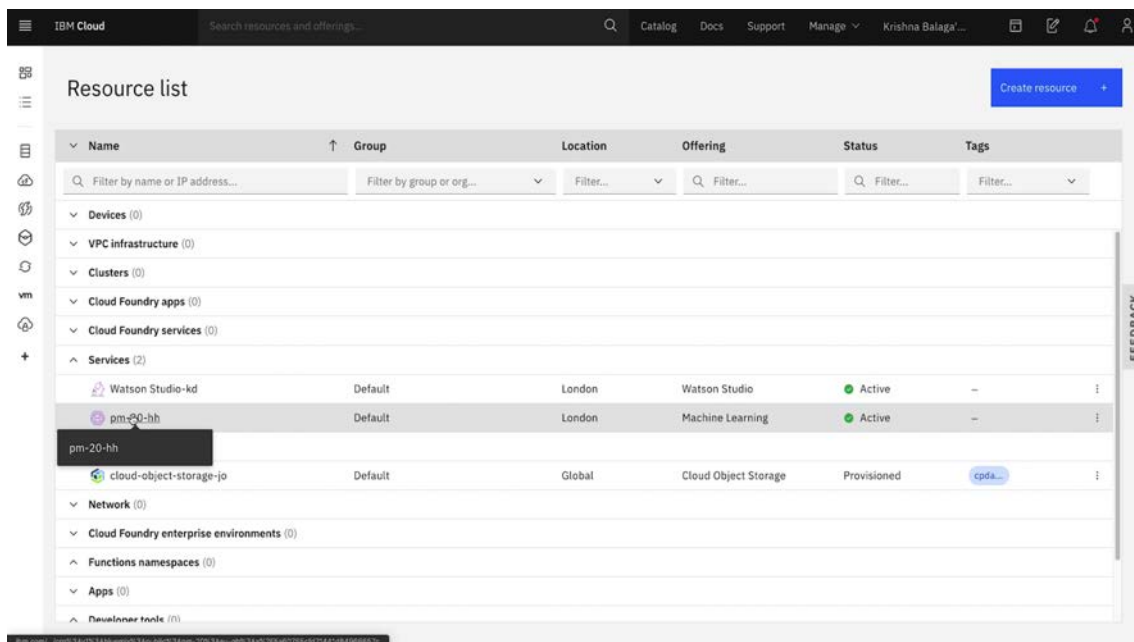 IBM Cloud Search resources and offerings... Catalog Docs Support Manage Krishna Balaga'...
Resource list
Create resource +
Name ↑ Group Location Offering Status Tags
Filter by name or IP address... Filter by group or org... Filter... Filter... Filter... Filter...
Devices (0)
VPC infrastructure (0)
Clusters (0)
Cloud Foundry apps (0)
vm
Cloud Foundry services (0)
Services (2)
Watson Studio-kd Default London Watson Studio Active –
pm-20-hh Default London Machine Learning Active –
pm-20-hh
cloud-object-storage-jo Default Global Cloud Object Storage Provisioned cpda...
Network (0)
Cloud Foundry enterprise environments (0)
Functions namespaces (0)
Apps (0)
Developer tools (0)
FEEDBACK